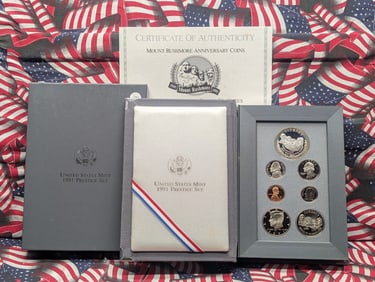 CERTIFICATE OF AUTHENTICITY
MOUNT RUSHMORE ANNIVERSARY COINS
Mount Rushmore
UNITED STATES MINT
1991 PRESTIGE SET
UNITED STATES MINT
1991 PRESTIGE SET